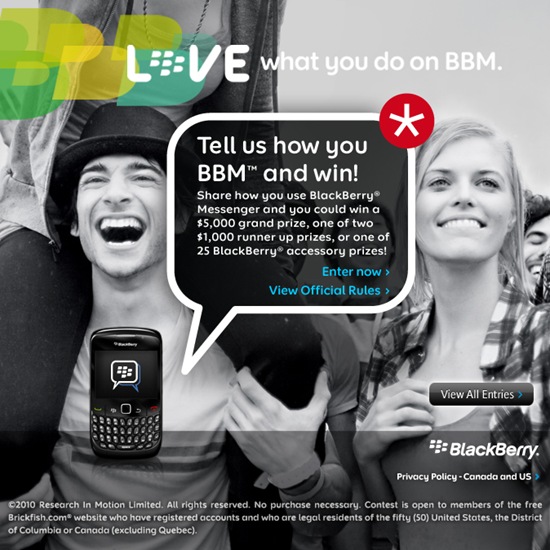 LOVE what you do on BBM.
*
Tell us how you
BBM™ and win!
Share how you use BlackBerry®
Messenger and you could win a
$5,000 grand prize, one of two
$1,000 runner up prizes, or one of
25 BlackBerry® accessory prizes!
Enter now ›
View Official Rules ›
BlackBerry
View All Entries ›
BlackBerry.
Privacy Policy - Canada and US ›
©2010 Research In Motion Limited. All rights reserved. No purchase necessary. Contest is open to members of the free
Brickfish.com® website who have registered accounts and who are legal residents of the fifty (50) United States, the District
of Columbia or Canada (excluding Quebec).